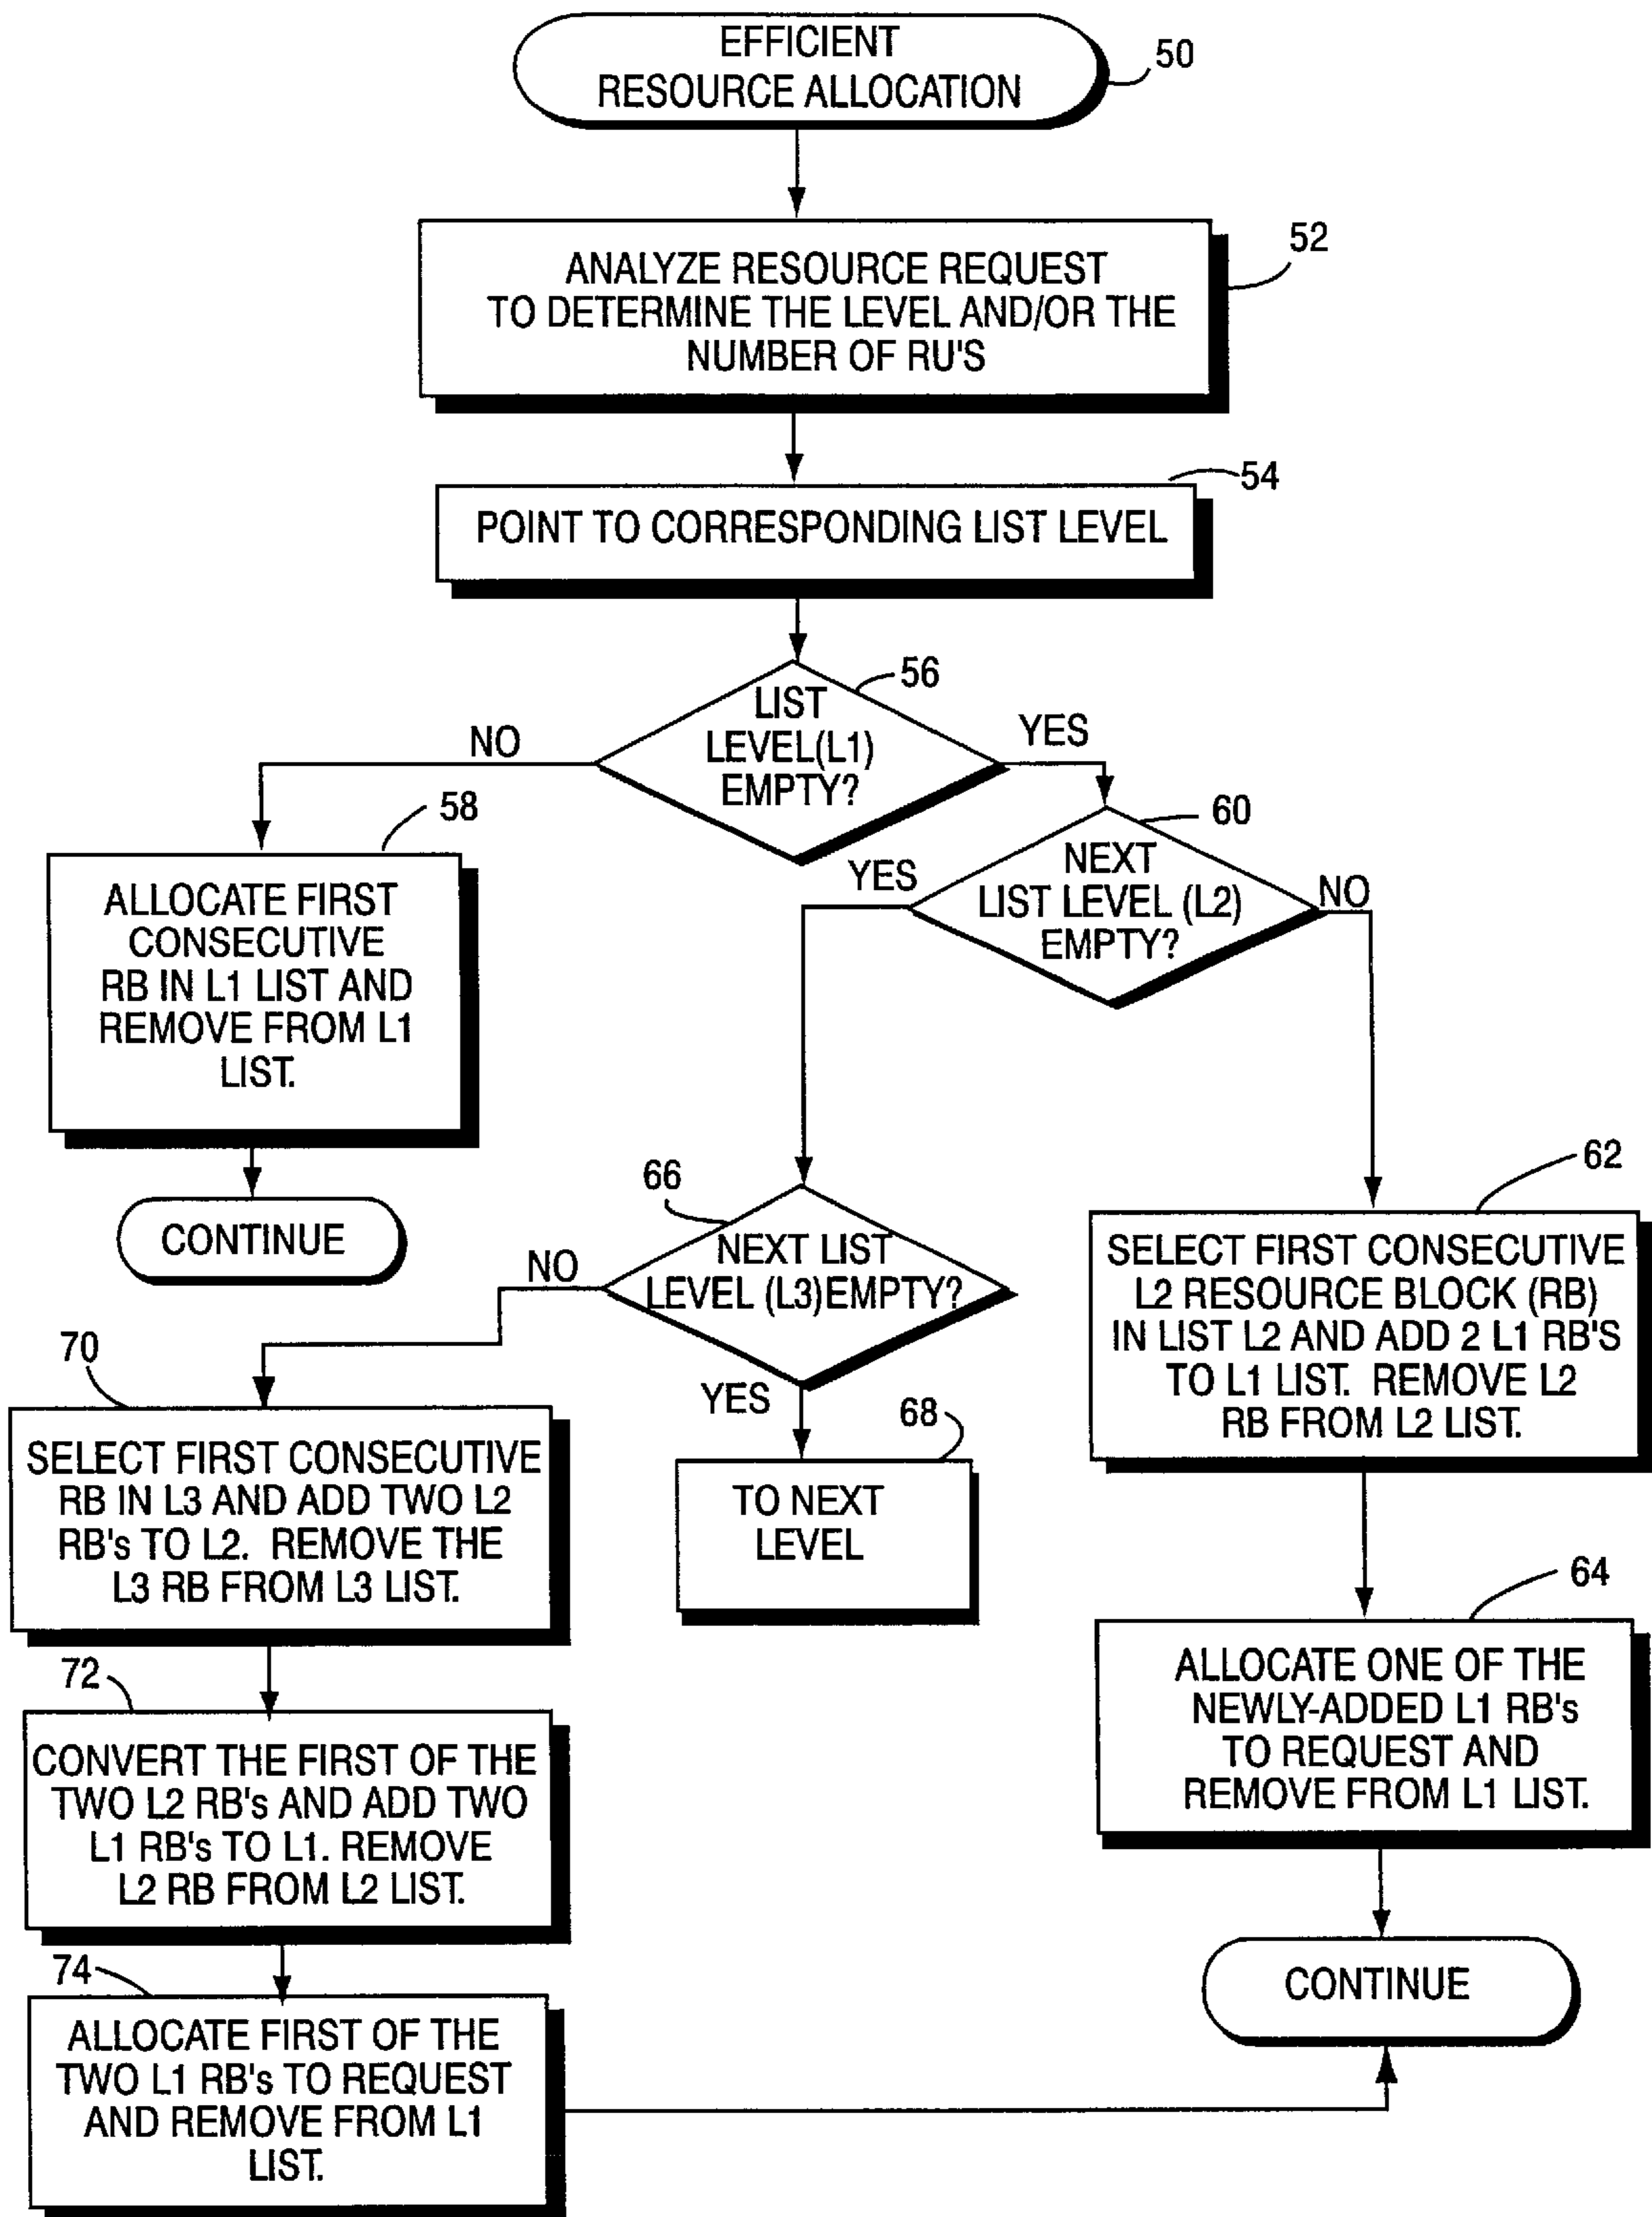 EFFICIENT
RESOURCE ALLOCATION
50
ANALYZE RESOURCE REQUEST
TO DETERMINE THE LEVEL AND/OR THE
NUMBER OF RU'S
52
POINT TO CORRESPONDING LIST LEVEL
54
LIST
LEVEL(L1)
EMPTY?
56
NO
YES
58
ALLOCATE FIRST
CONSECUTIVE
RB IN L1 LIST AND
REMOVE FROM L1
LIST.
CONTINUE
60
NEXT
LIST LEVEL (L2)
EMPTY?
YES
NO
62
SELECT FIRST CONSECUTIVE
L2 RESOURCE BLOCK (RB)
IN LIST L2 AND ADD 2 L1 RB'S
TO L1 LIST. REMOVE L2
RB FROM L2 LIST.
66
NEXT LIST
LEVEL (L3)EMPTY?
NO
YES
68
TO NEXT
LEVEL
70
SELECT FIRST CONSECUTIVE
RB IN L3 AND ADD TWO L2
RB's TO L2. REMOVE THE
L3 RB FROM L3 LIST.
64
ALLOCATE ONE OF THE
NEWLY-ADDED L1 RB's
TO REQUEST AND
REMOVE FROM L1 LIST.
72
CONVERT THE FIRST OF THE
TWO L2 RB's AND ADD TWO
L1 RB's TO L1. REMOVE
L2 RB FROM L2 LIST.
CONTINUE
74
ALLOCATE FIRST OF THE
TWO L1 RB's TO REQUEST
AND REMOVE FROM L1
LIST.